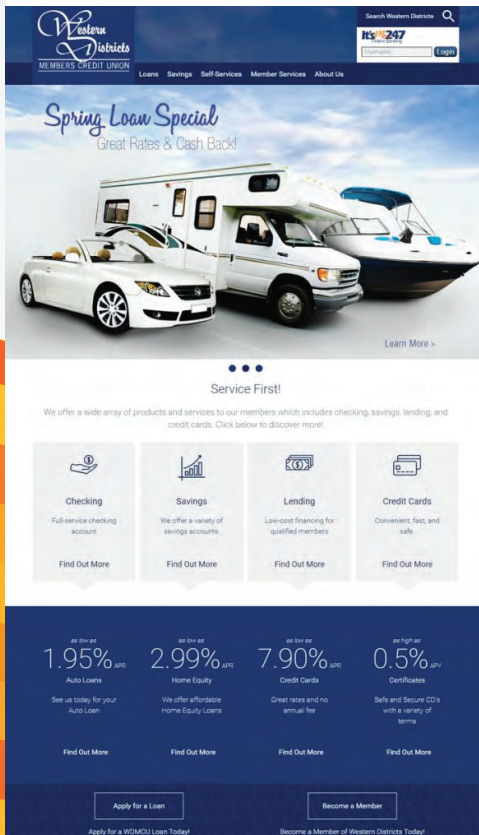 Western
Districts
MEMBERS CREDIT UNION
Search Western Districts
It's Me 247
Online Banking
Username
Login
Loans Savings Self-Services Member Services About Us
Spring Loan Special
Great Rates & Cash Back!
Learn More >
Service First!
We offer a wide array of products and services to our members which includes checking, savings, lending, and
credit cards. Click below to discover more!
Checking
Full-service checking
account
Find Out More
Savings
We offer a variety of
savings accounts
Find Out More
Lending
Low-cost financing for
qualified members
Find Out More
Credit Cards
Convenient, fast, and
safe.
Find Out More
as low as
1.95% APR
Auto Loans
See us today for your
Auto Loan
Find Out More
as low as
2.99% APR
Home Equity
We offer affordable
Home Equity Loans
Find Out More
as low as
7.90% APR
Credit Cards
Great rates and no
annual fee
Find Out More
as high as
0.5% APY
Certificates
Safe and Secure CD's
with a variety of
terms
Find Out More
Apply for a Loan
Apply for a WDMCU Loan Today!
Become a Member
Become a Member of Western Districts Today!